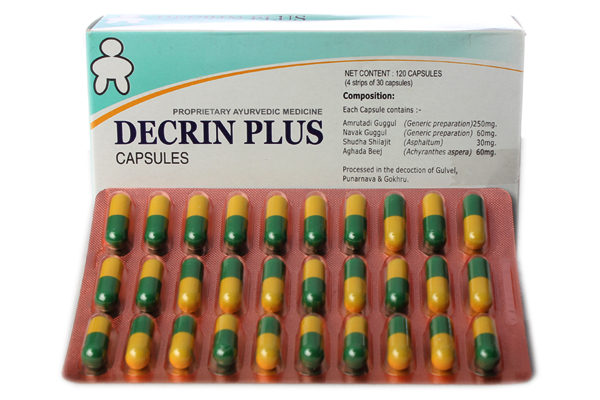 DECRIN PLUS
NET CONTENT : 120 CAPSULES
(4 strips of 30 capsules)
Composition:
Each Capsule contains :-
Amrutadi Guggul (Generic preparation)250mg.
Navak Guggul (Generic preparation) 60mg.
Shudha Shilajit (Asphaltum) 30mg.
Aghada Beej (Achyranthes aspera) 60mg.
Processed in the decoction of Gulvel,
Punarnava & Gokhru.
PROPRIETARY AYURVEDIC MEDICINE
DECRIN PLUS
CAPSULES